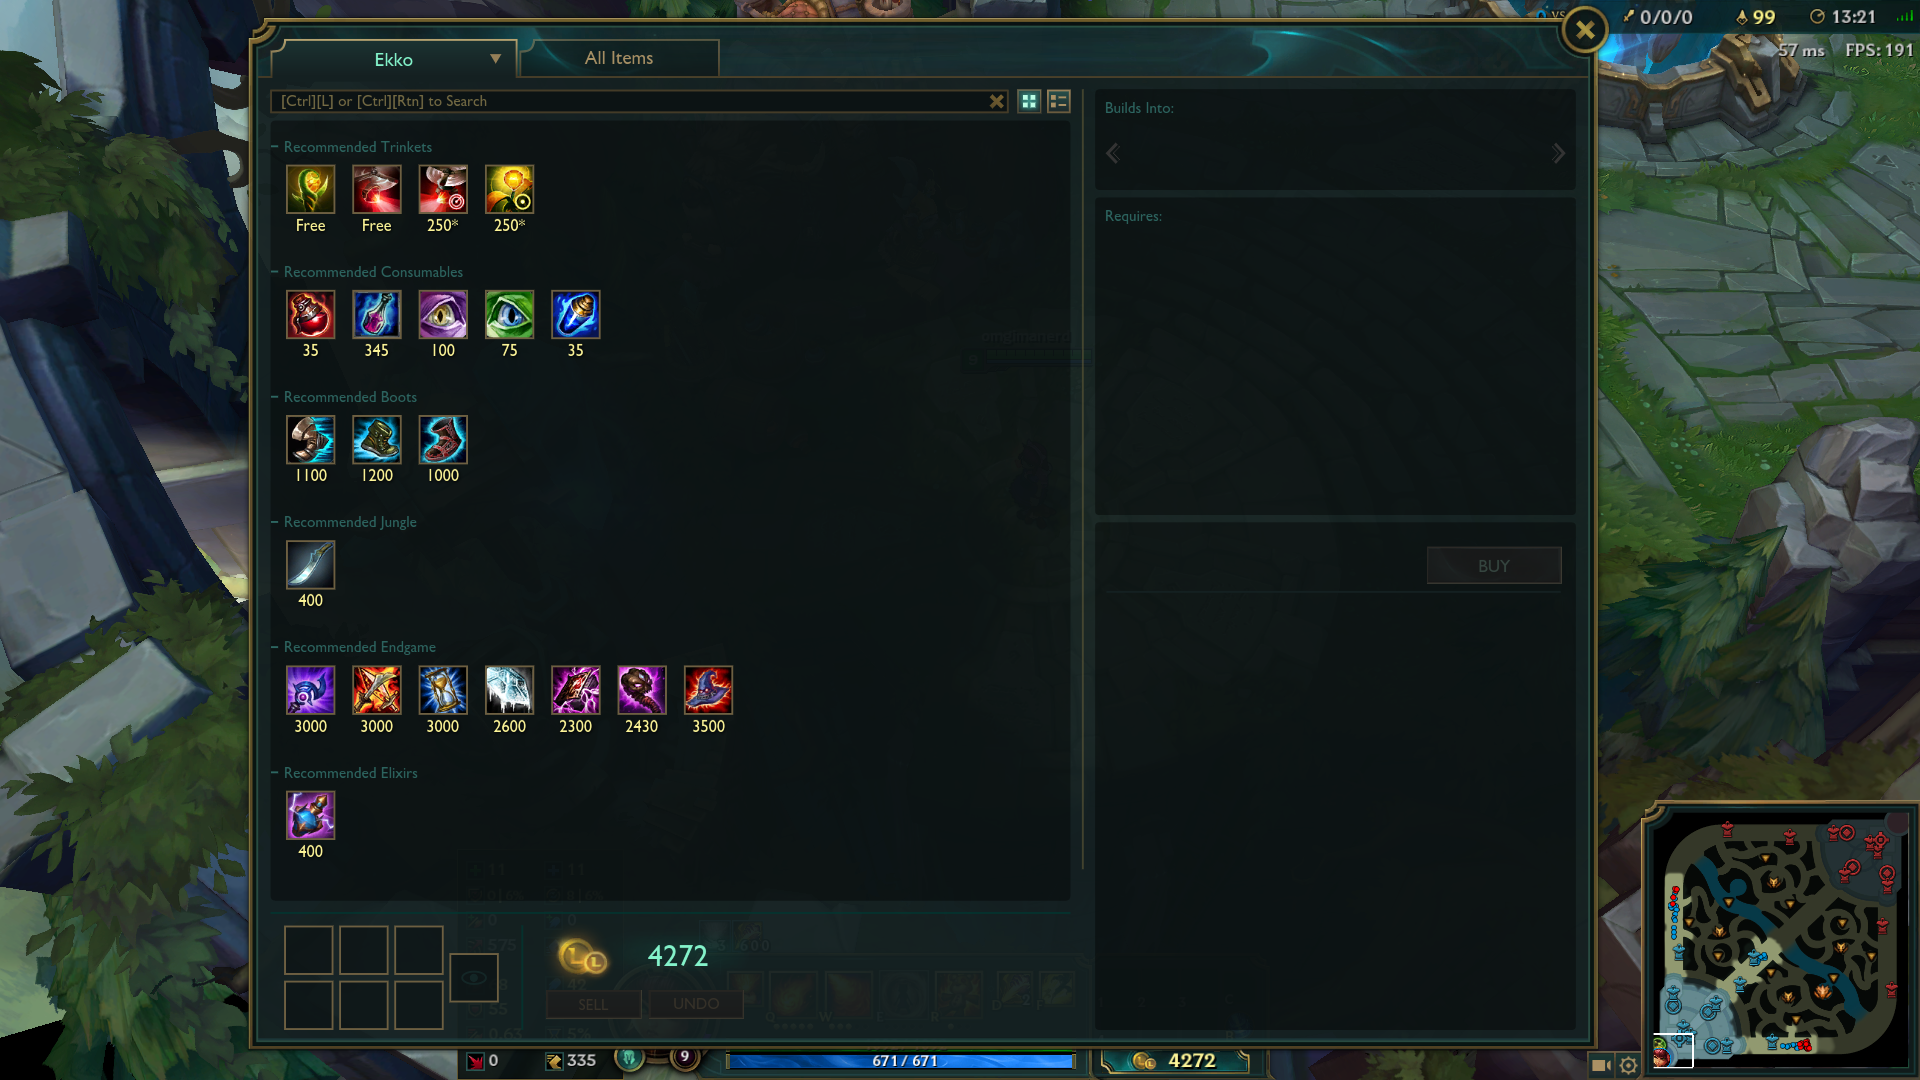 VS
0/0/0
99
13:21
57 ms FPS: 191
Ekko
All Items
[Ctrl][L] or [Ctrl][Rtn] to Search
Recommended Trinkets
Free Free 250* 250*
Recommended Consumables
35 345 100 75 35
Recommended Boots
1100 1200 1000
Recommended Jungle
400
Recommended Endgame
3000 3000 3000 2600 2300 2430 3500
Recommended Elixirs
400
Builds Into:
Requires:
BUY
4272
SELL UNDO
0 335 9 671 / 671 4272